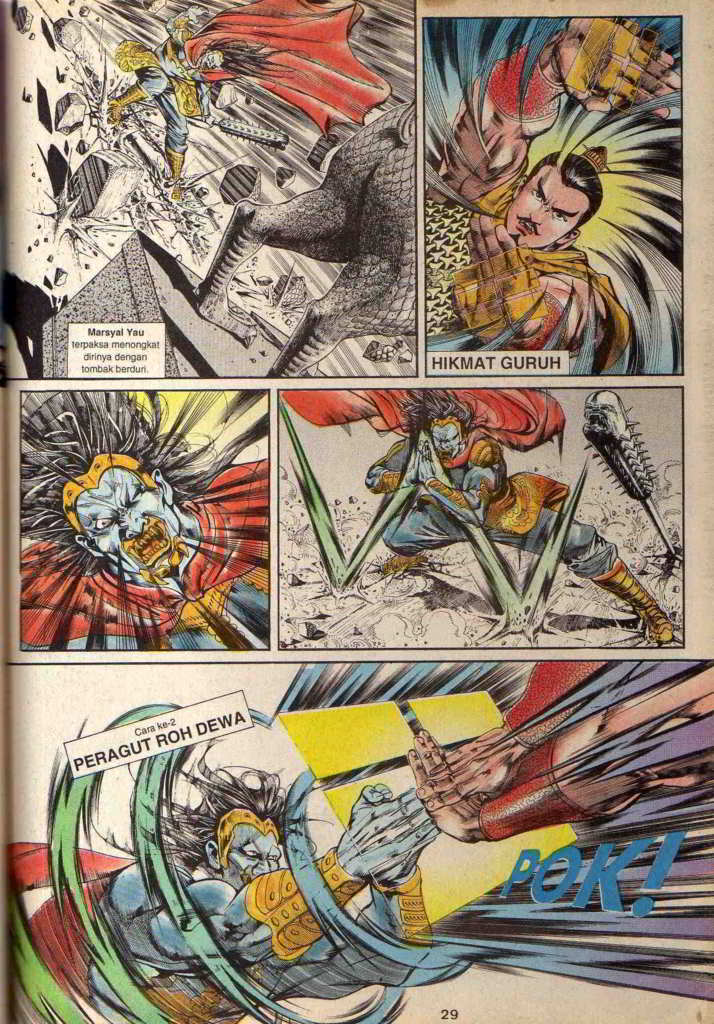 Marsyal Yau
terpaksa menongkat
dirinya dengan
tombak berduri.
HIKMAT GURUH
Cara ke-2
PERAGUT ROH DEWA
POK!
29